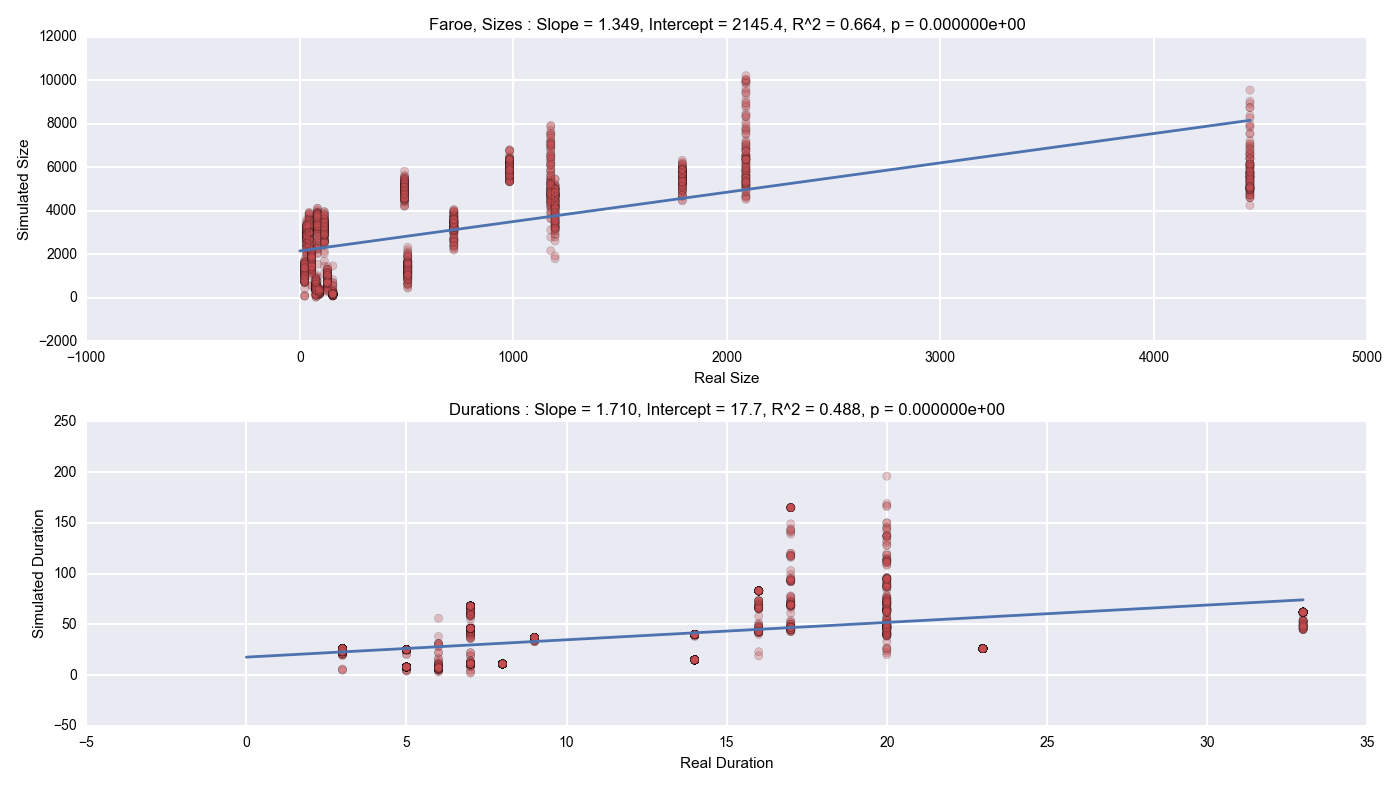 Faroe, Sizes : Slope = 1.349, Intercept = 2145.4, R^2 = 0.664, p = 0.000000e+00
12000
10000
8000
6000
4000
2000
0
−2000
Simulated Size
−1000 0 1000 2000 3000 4000 5000
Real Size
Durations : Slope = 1.710, Intercept = 17.7, R^2 = 0.488, p = 0.000000e+00
250
200
150
100
50
0
−50
Simulated Duration
−5 0 5 10 15 20 25 30 35
Real Duration